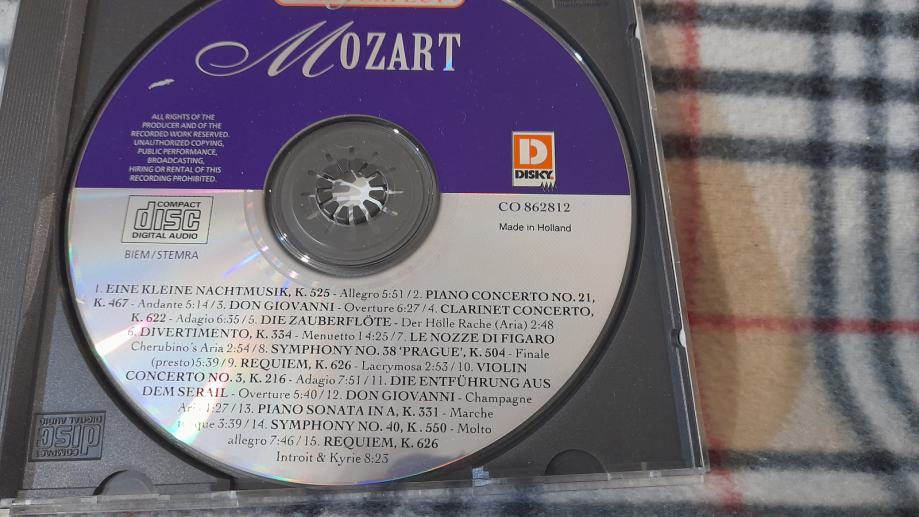 MOZART
ALL RIGHTS OF THE
PRODUCER AND OF THE
RECORDED WORK RESERVED.
UNAUTHORIZED COPYING,
PUBLIC PERFORMANCE,
BROADCASTING,
HIRING OR RENTAL OF THIS
RECORDING PROHIBITED.
D
DISKY
COMPACT
disc
DIGITAL AUDIO
BIEM/STEMRA
CO 862812
Made in Holland
1. EINE KLEINE NACHTMUSIK, K. 525 - Allegro 5:51/2. PIANO CONCERTO NO. 21,
K. 467 - Andante 5:14/3. DON GIOVANNI - Overture 6:27/4. CLARINET CONCERTO,
K. 622 - Adagio 6:35/5. DIE ZAUBERFLÖTE - Der Hölle Rache (Aria) 2:48
6. DIVERTIMENTO, K. 334 - Menuetto I 4:25/7. LE NOZZE DI FIGARO
Cherubino's Aria 2:54/8. SYMPHONY NO. 38 'PRAGUE', K. 504 - Finale
(presto) 5:39/9. REQUIEM, K. 626 - Lacrymosa 2:53/10. VIOLIN
CONCERTO NO. 3, K. 216 - Adagio 7:51/11. DIE ENTFÜHRUNG AUS
DEM SERAIL - Overture 5:40/12. DON GIOVANNI - Champagne
1:27/13. PIANO SONATA IN A, K. 331 - Marche
3:39/14. SYMPHONY NO. 40, K. 550 - Molto
allegro 7:46/15. REQUIEM, K. 626
Introit & Kyrie 8:23
COMPACT
disc
DIGITAL AUDIO